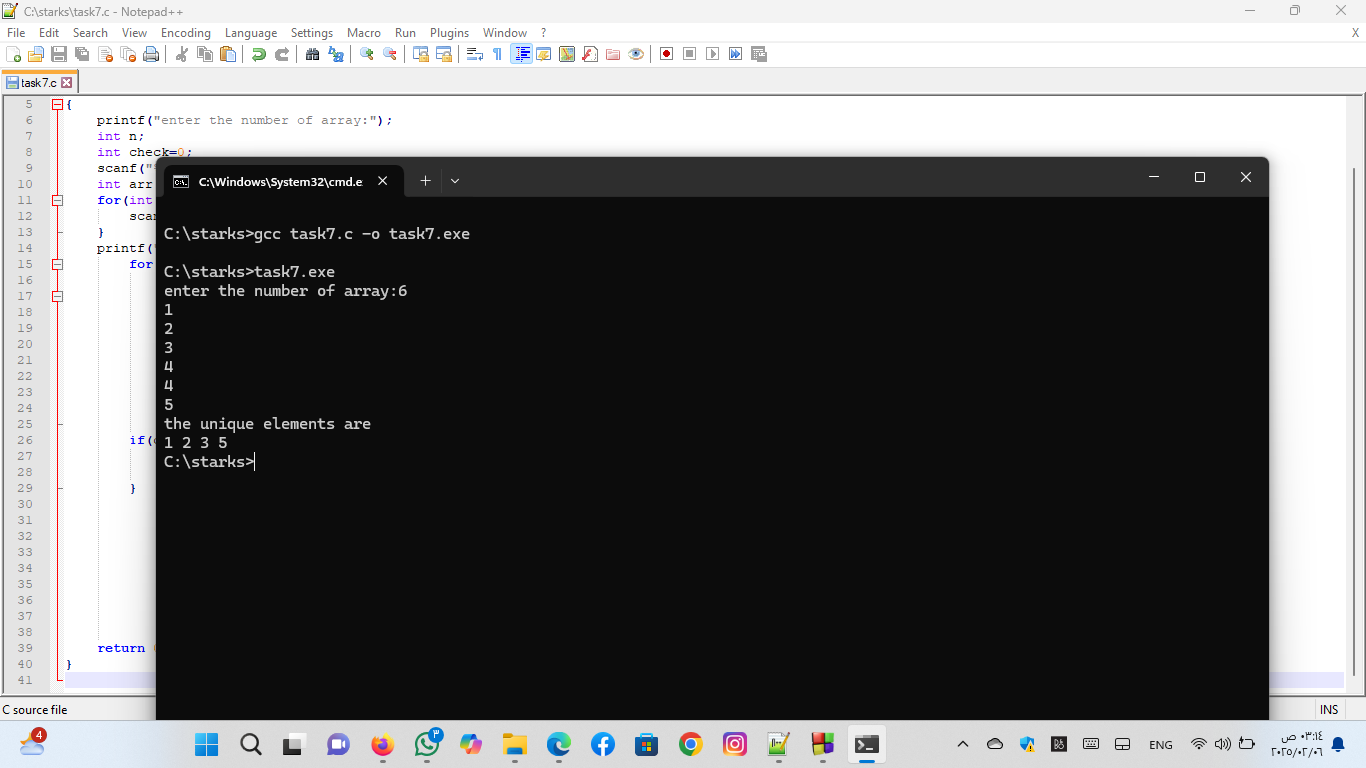 C:\starks\task7.c - Notepad++
File Edit Search View Encoding Language Settings Macro Run Plugins Window ? X
task7.c
5 {
6 printf("enter the number of array:");
7 int n;
8 int check=0;
9 scanf("
10 int arr
11 for(int
12 scan
13 }
14 printf(
15 for
16
17
18
19
20
21
22
23
24
25
26 if(
27
28
29 }
30
31
32
33
34
35
36
37
38
39 return
40 }
41
C:\Windows\System32\cmd.e
C:\starks>gcc task7.c -o task7.exe
C:\starks>task7.exe
enter the number of array:6
1
2
3
4
4
5
the unique elements are
1 2 3 5
C:\starks>
C source file
INS
4
٣
ENG
٠٣:١٤ ص
٢٠٢٥/٠٢/٠٦